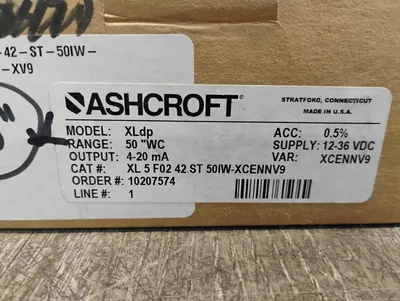 -42-ST-50IW-
-XV9
ASHCROFT®
STRATFORD, CONNECTICUT
MADE IN U.S.A.
MODEL: XLdp ACC: 0.5%
RANGE: 50 "WC SUPPLY: 12-36 VDC
OUTPUT: 4-20 mA VAR: XCENNV9
CAT #: XL 5 F02 42 ST 50IW-XCENNV9
ORDER #: 10207574
LINE #: 1